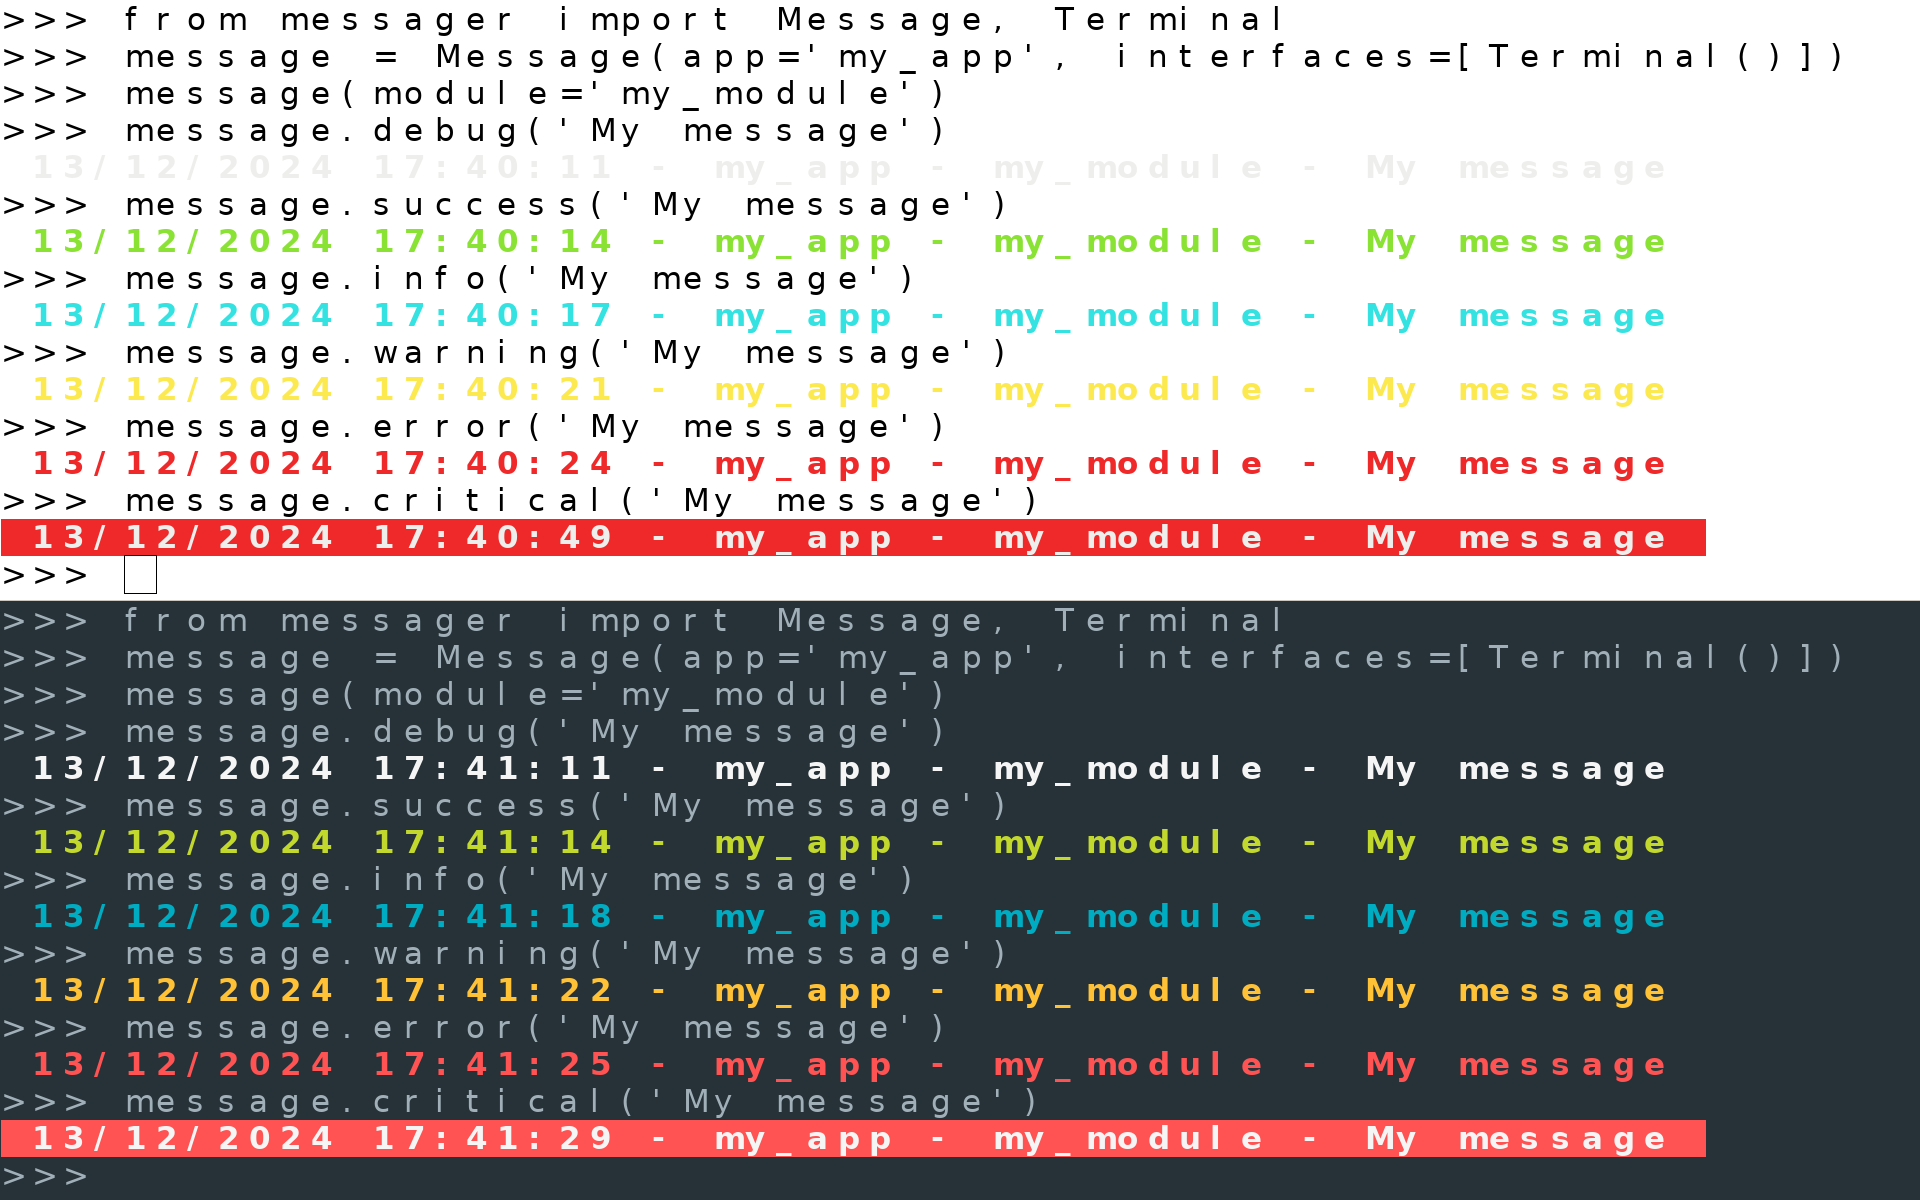 >>> from messager import Message, Terminal
>>> message = Message(app='my_app', interfaces=[Terminal()])
>>> message(module='my_module')
>>> message.debug('My message')
13/12/2024 17:40:11 - my_app - my_module - My message
>>> message.success('My message')
13/12/2024 17:40:14 - my_app - my_module - My message
>>> message.info('My message')
13/12/2024 17:40:17 - my_app - my_module - My message
>>> message.warning('My message')
13/12/2024 17:40:21 - my_app - my_module - My message
>>> message.error('My message')
13/12/2024 17:40:24 - my_app - my_module - My message
>>> message.critical('My message')
13/12/2024 17:40:49 - my_app - my_module - My message
>>>
>>> from messager import Message, Terminal
>>> message = Message(app='my_app', interfaces=[Terminal()])
>>> message(module='my_module')
>>> message.debug('My message')
13/12/2024 17:41:11 - my_app - my_module - My message
>>> message.success('My message')
13/12/2024 17:41:14 - my_app - my_module - My message
>>> message.info('My message')
13/12/2024 17:41:18 - my_app - my_module - My message
>>> message.warning('My message')
13/12/2024 17:41:22 - my_app - my_module - My message
>>> message.error('My message')
13/12/2024 17:41:25 - my_app - my_module - My message
>>> message.critical('My message')
13/12/2024 17:41:29 - my_app - my_module - My message
>>>